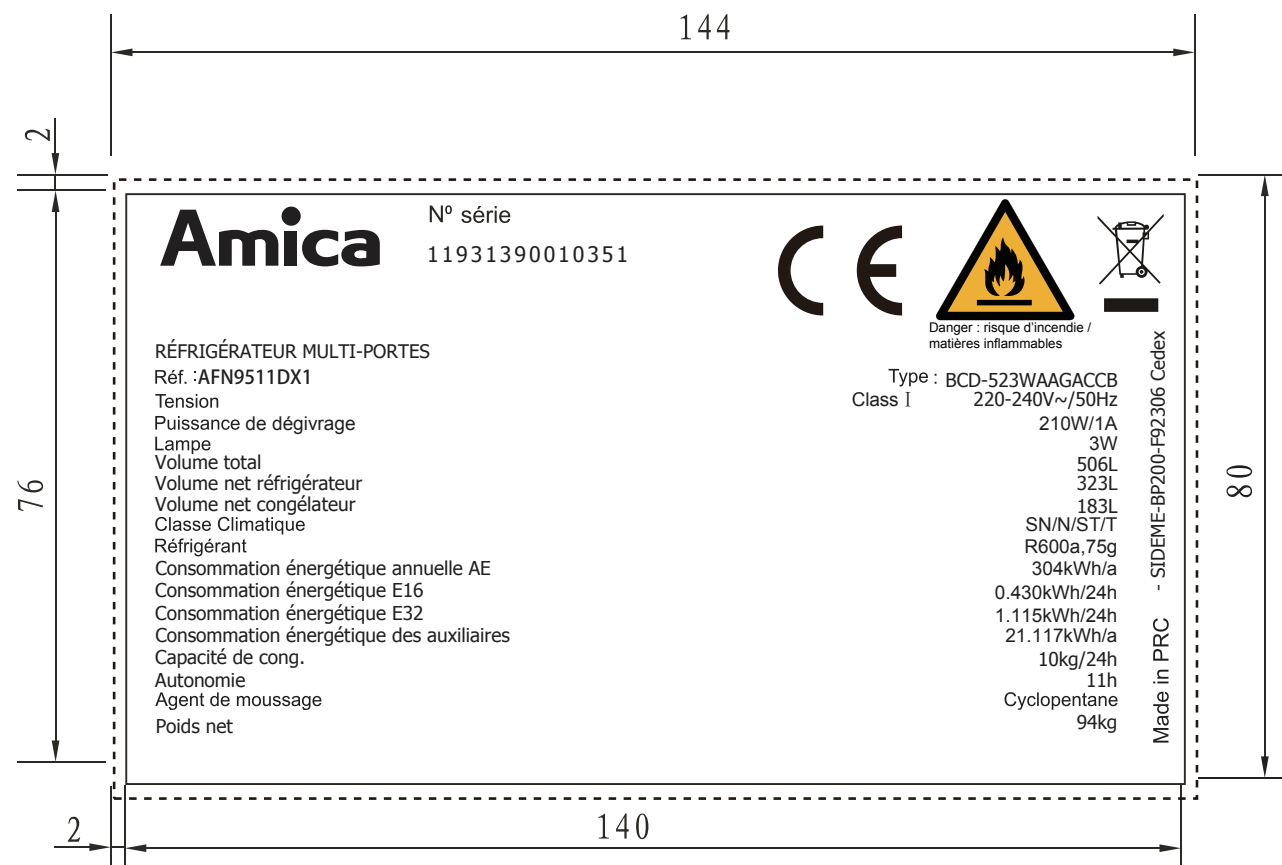 144
2
Amica
Nº série
11931390010351
CE
Danger : risque d'incendie /
matières inflammables
RÉFRIGÉRATEUR MULTI-PORTES
Réf. :AFN9511DX1 Type : BCD-523WAAGACCB
Tension Class I 220-240V~/50Hz
Puissance de dégivrage 210W/1A
Lampe 3W
Volume total 506L
Volume net réfrigérateur 323L
Volume net congélateur 183L
Classe Climatique SN/N/ST/T
Réfrigérant R600a,75g
Consommation énergétique annuelle AE 304kWh/a
Consommation énergétique E16 0.430kWh/24h
Consommation énergétique E32 1.115kWh/24h
Consommation énergétique des auxiliaires 21.117kWh/a
Capacité de cong. 10kg/24h
Autonomie 11h
Agent de moussage Cyclopentane
Poids net 94kg
Made in PRC - SIDEME-BP200-F92306 Cedex
76
80
2
140